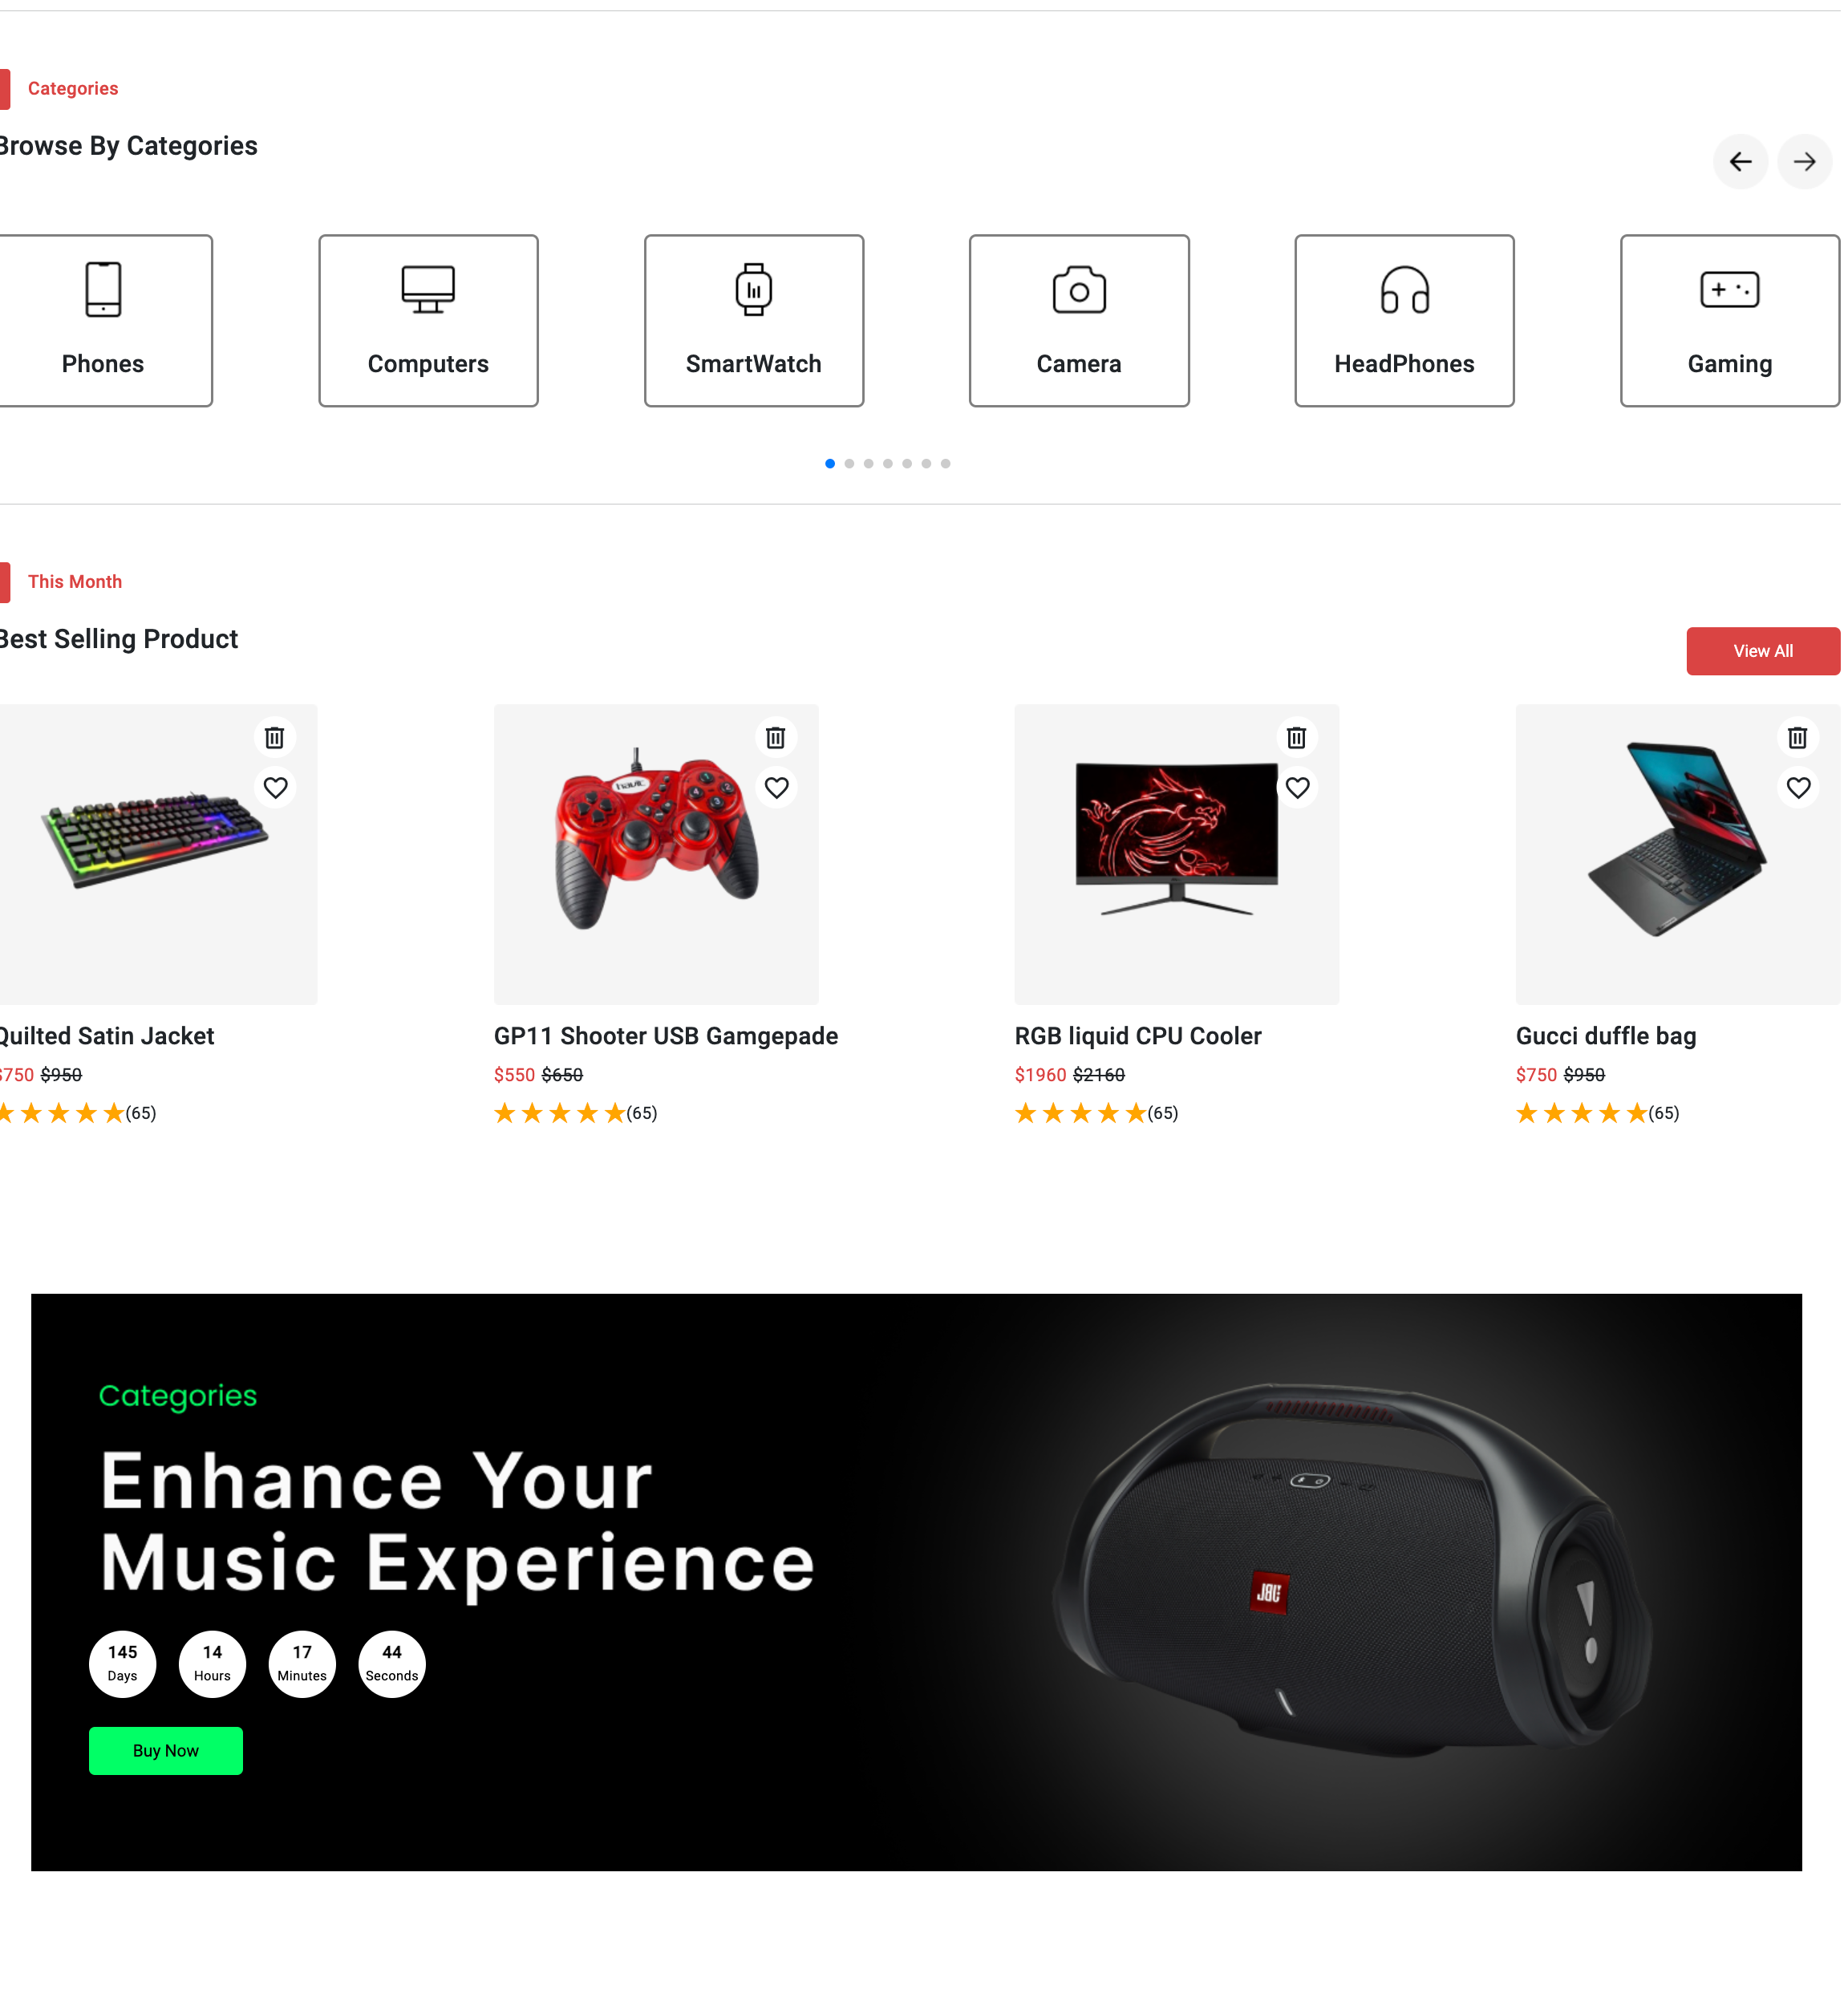 Categories
Browse By Categories
Phones
Computers
SmartWatch
Camera
HeadPhones
Gaming
This Month
Best Selling Product
View All
havit
Quilted Satin Jacket
$750 $950
(65)
GP11 Shooter USB Gamgepade
$550 $650
(65)
RGB liquid CPU Cooler
$1960 $2160
(65)
Gucci duffle bag
$750 $950
(65)
Categories
Enhance Your
Music Experience
145
Days
14
Hours
17
Minutes
44
Seconds
Buy Now
JBL